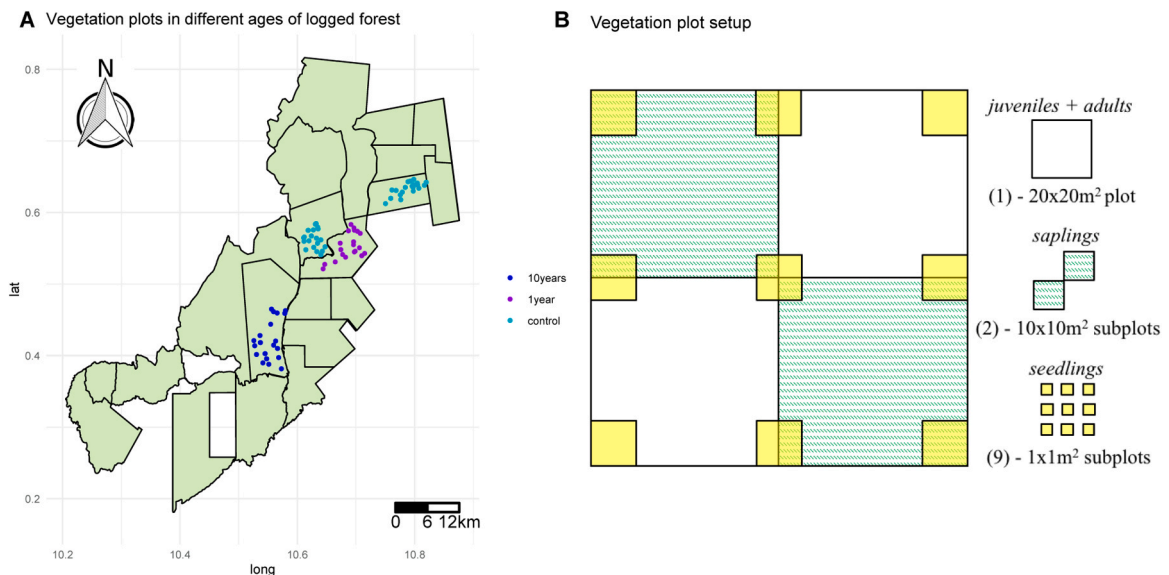 A Vegetation plots in different ages of logged forest
N
0.8
0.6
0.4
0.2
lat
10.2 10.4 10.6 10.8
long
0 6 12km
10years
1year
control
B Vegetation plot setup
juveniles + adults
(1) - 20x20m² plot
saplings
(2) - 10x10m² subplots
seedlings
(9) - 1x1m² subplots